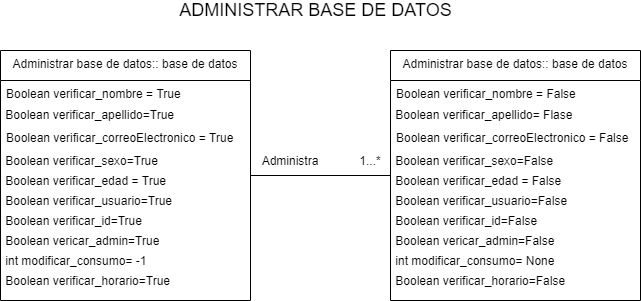 ADMINISTRAR BASE DE DATOS
Administrar base de datos:: base de datos
Boolean verificar_nombre = True
Boolean verificar_apellido=True
Boolean verificar_correoElectronico = True
Boolean verificar_sexo=True
Boolean verificar_edad = True
Boolean verificar_usuario=True
Boolean verificar_id=True
Boolean vericar_admin=True
int modificar_consumo= -1
Boolean verificar_horario=True
Administra 1...*
Administrar base de datos:: base de datos
Boolean verificar_nombre = False
Boolean verificar_apellido= Flase
Boolean verificar_correoElectronico = False
Boolean verificar_sexo=False
Boolean verificar_edad = False
Boolean verificar_usuario=False
Boolean verificar_id=False
Boolean vericar_admin=False
int modificar_consumo= None
Boolean verificar_horario=False